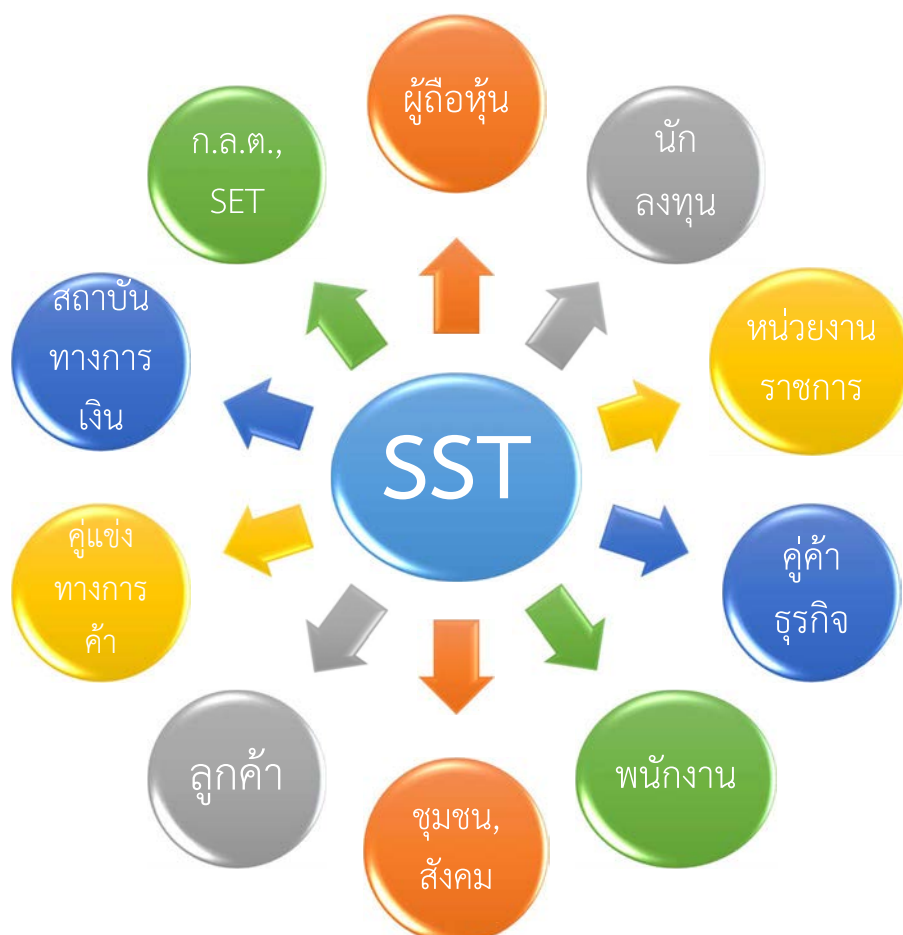 ผู้ถือหุ้น
นัก
ลงทุน
หน่วยงาน
ราชการ
คู่ค้า
ธุรกิจ
พนักงาน
ชุมชน,
สังคม
ลูกค้า
คู่แข่ง
ทางการ
ค้า
สถาบัน
ทางการ
เงิน
ก.ล.ต.,
SET
SST